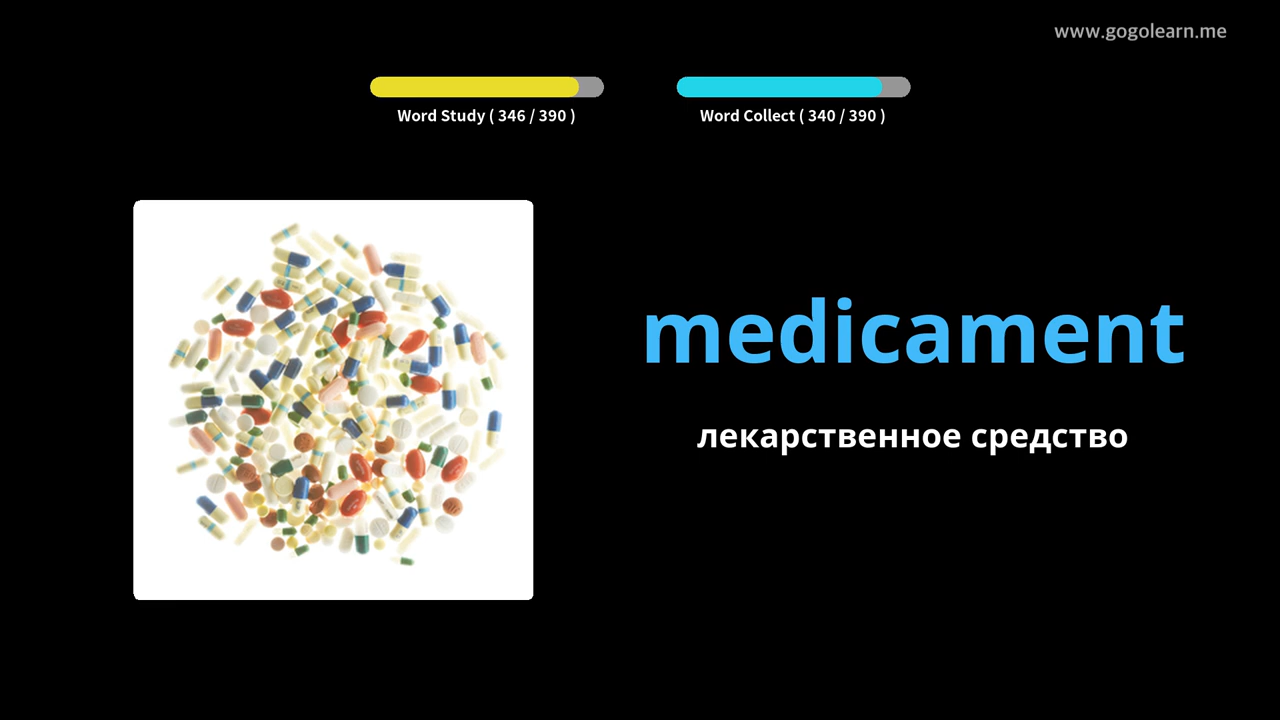 www.gogolearn.me
Word Study ( 346 / 390 )
Word Collect ( 340 / 390 )
medicament
лекарственное средство